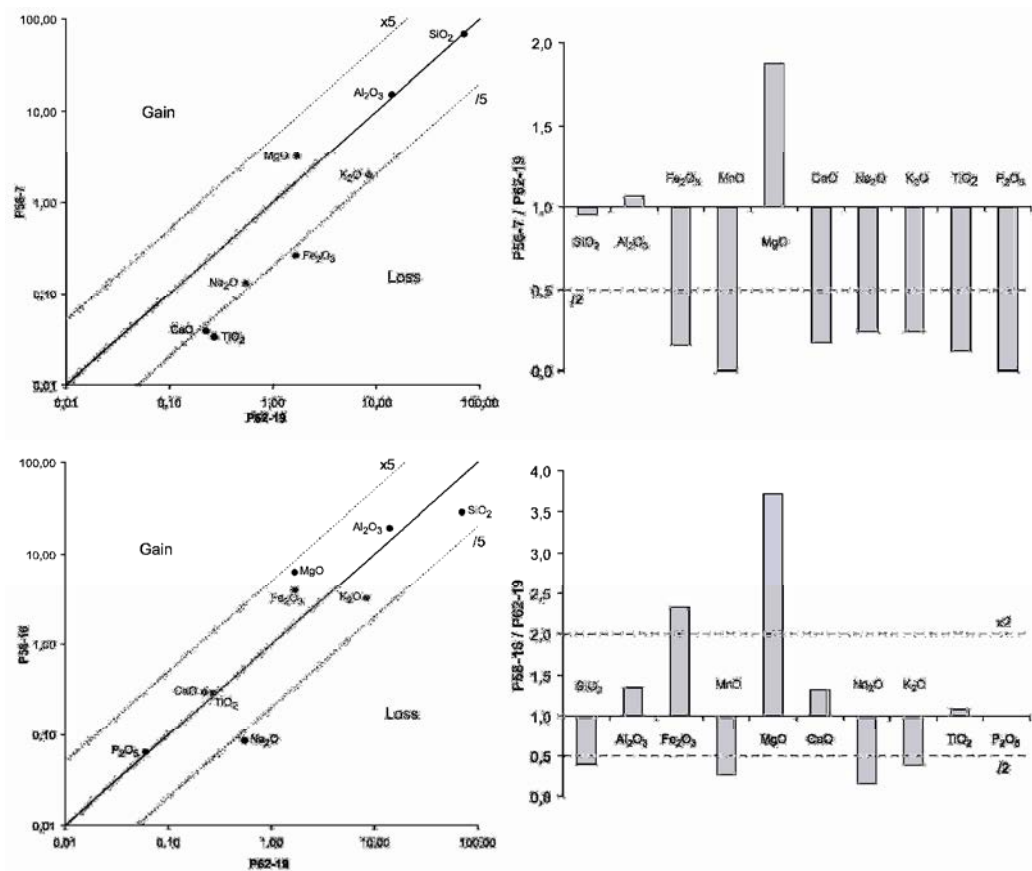 100,00
x5
SiO₂
/5
Al₂O₃
10,00
Gain
MgO
K₂O
P56-7
1,00
Fe₂O₃
Loss
Na₂O
0,10
CaO
TiO₂
0,01
0,01 0,10 1,00 10,00 100,00
P62-19
2,0
1,5
Fe₂O₃ MnO CaO Na₂O K₂O TiO₂ P₂O₅
1,0
SiO₂ Al₂O₃ MgO
P56-7 / P62-19
0,5
/2
0,0
100,00
x5
SiO₂
Al₂O₃
/5
10,00
Gain
MgO
Fe₂O₃
K₂O
1,00
CaO
TiO₂
Loss
P₂O₅
Na₂O
0,10
0,01
0,01 0,10 1,00 10,00 100,00
P62-19
4,0
3,5
3,0
2,5
x2
2,0
1,5
SiO₂ MnO Na₂O K₂O
1,0
Al₂O₃ Fe₂O₃ MgO CaO TiO₂ P₂O₅
0,5
/2
0,0